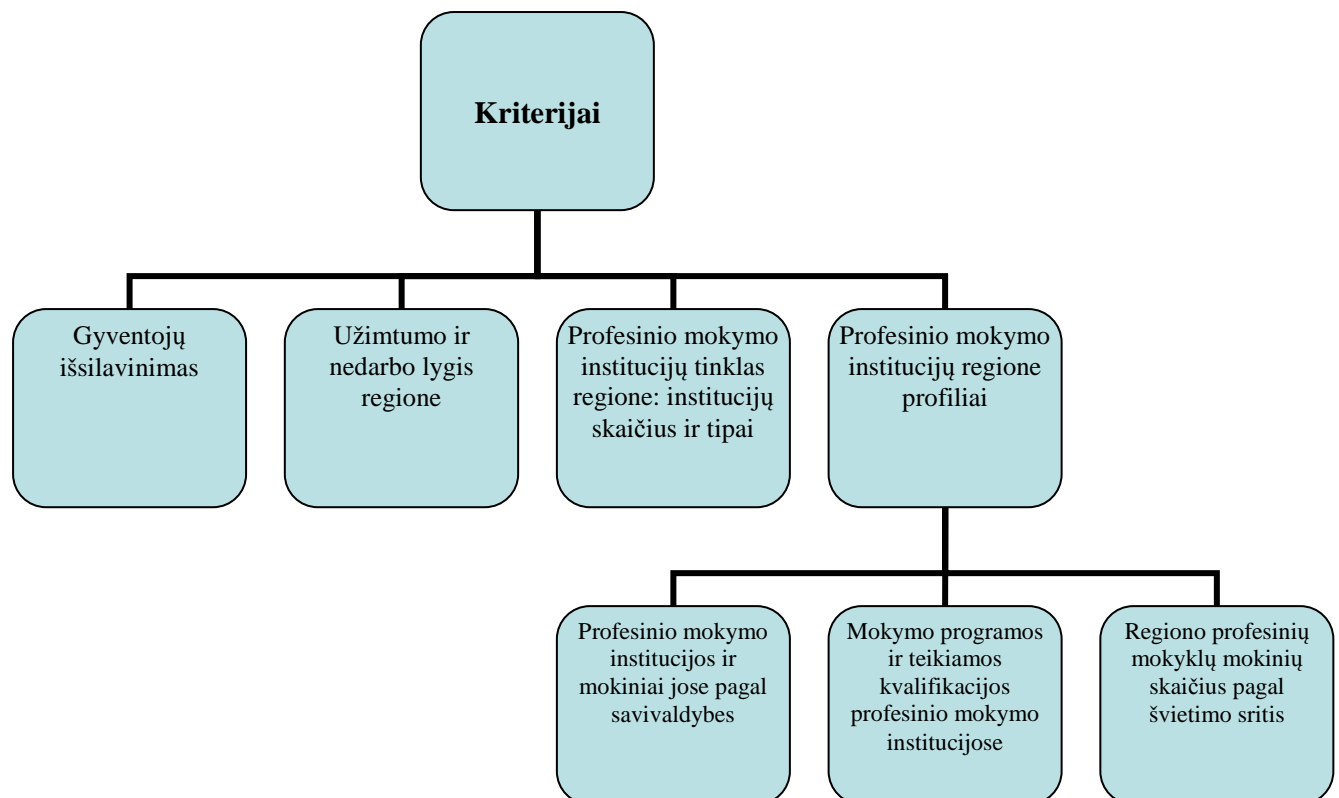 Kriterijai
Gyventojų
išsilavinimas
Užimtumo ir
nedarbo lygis
regione
Profesinio mokymo
institucijų tinklas
regione: institucijų
skaičius ir tipai
Profesinio mokymo
institucijų regione
profiliai
Profesinio mokymo
institucijos ir
mokiniai jose pagal
savivaldybes
Mokymo programos
ir teikiamos
kvalifikacijos
profesinio mokymo
institucijose
Regiono profesinių
mokyklų mokinių
skaičius pagal
švietimo sritis